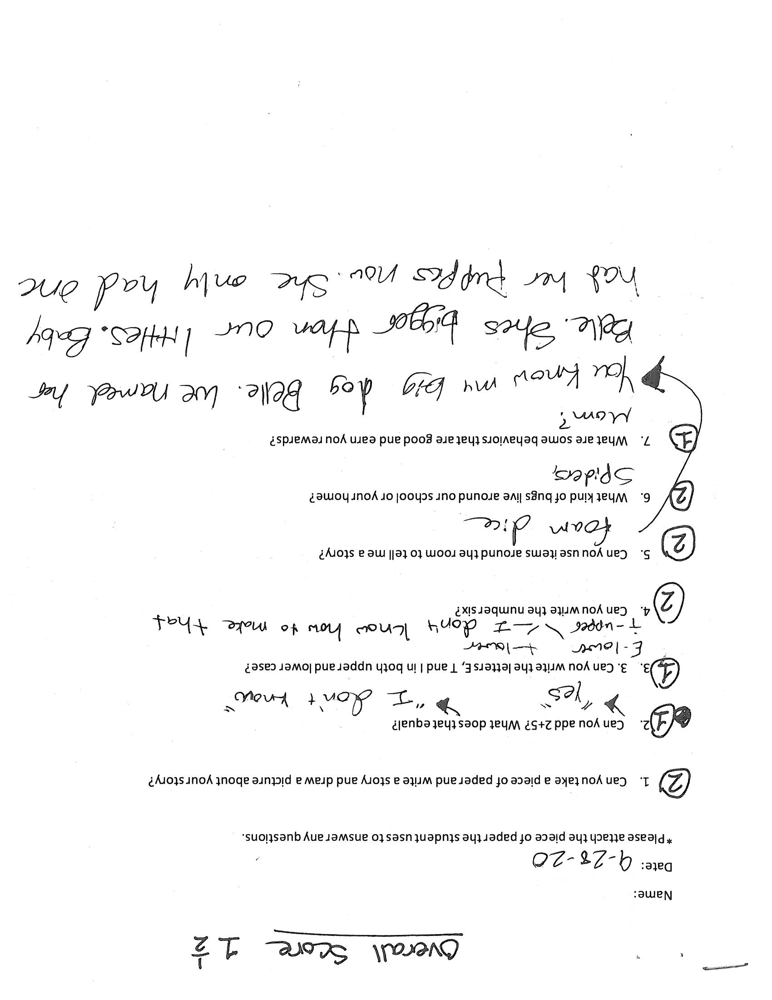 Overall Score 1 1/2
Name:
Date: 9-28-20
*Please attach the piece of paper the student uses to answer any questions.
2 1. Can you take a piece of paper and write a story and draw a picture about your story?
1 2. Can you add 2+5? What does that equal?
"Yes" "I don't know"
1 3. 3. Can you write the letters E, T and I in both upper and lower case?
E-lower t-lower
T-upper I don't know how to make that
2 4. Can you write the number six?
2 5. Can you use items around the room to tell me a story?
foam dice
2 6. What kind of bugs live around our school or your home?
Spiders,
1 7. What are some behaviors that are good and earn you rewards?
Mom?
You know my big dog Belle. We named her
Belle. Shes bigger than our littles. Baby
had her puppies now. She only had one